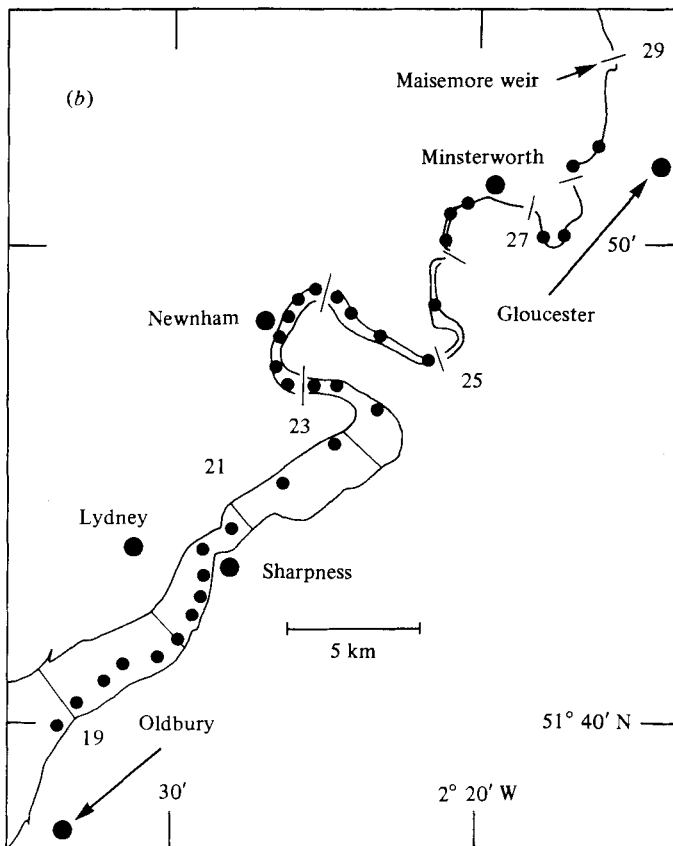 29
Maisemore weir
(b)
Minsterworth
27
50′
Newnham
Gloucester
25
23
21
Lydney
Sharpness
5 km
19
Oldbury
51° 40′ N
30′
2° 20′ W